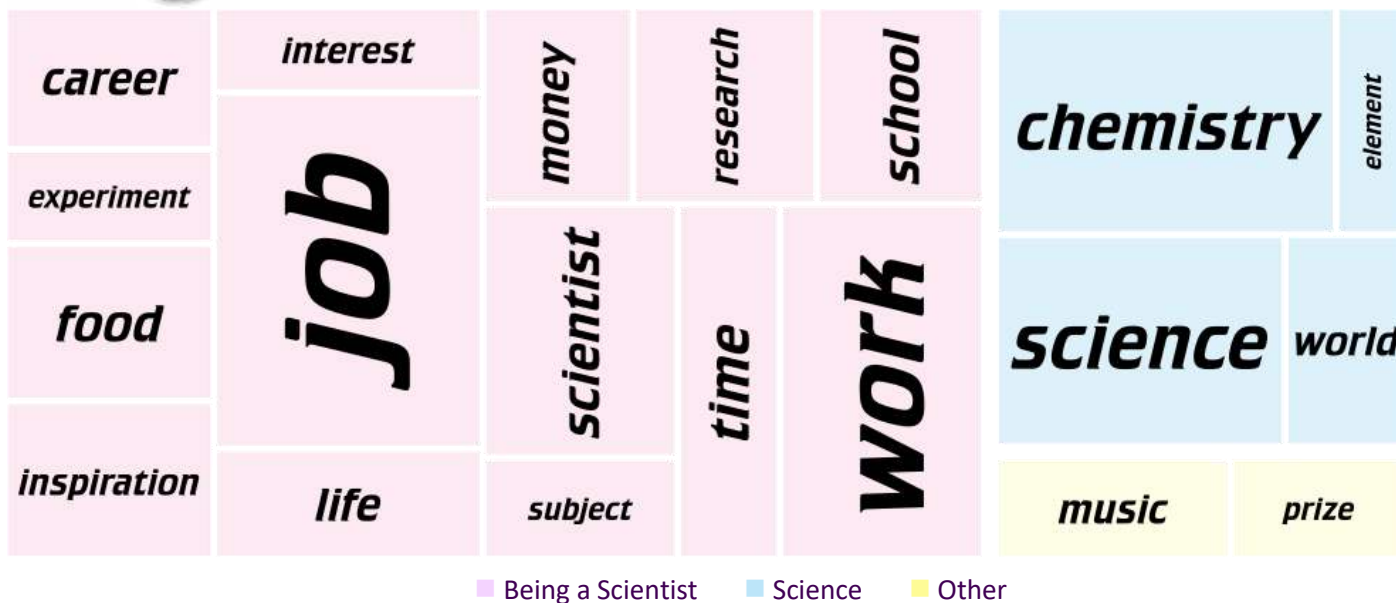 career
experiment
food
inspiration
interest
job
life
money
research
school
scientist
subject
time
work
chemistry
element
science
world
music
prize
Being a Scientist
Science
Other